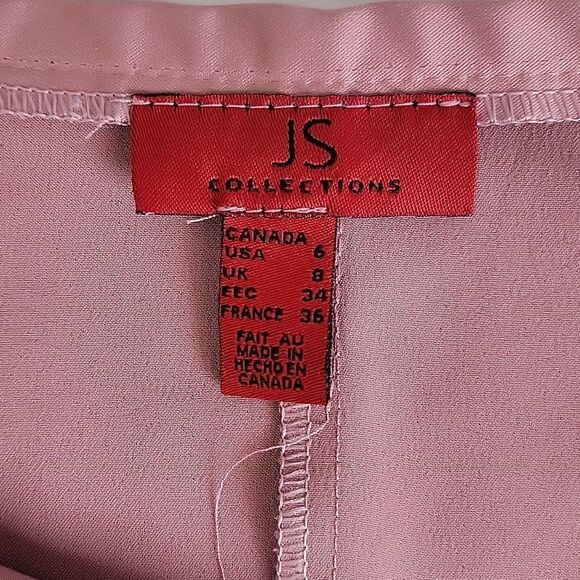 JS
COLLECTIONS
CANADA
USA 6
UK 8
EEC 34
FRANCE 36
FAIT AU
MADE IN
HECHO EN
CANADA